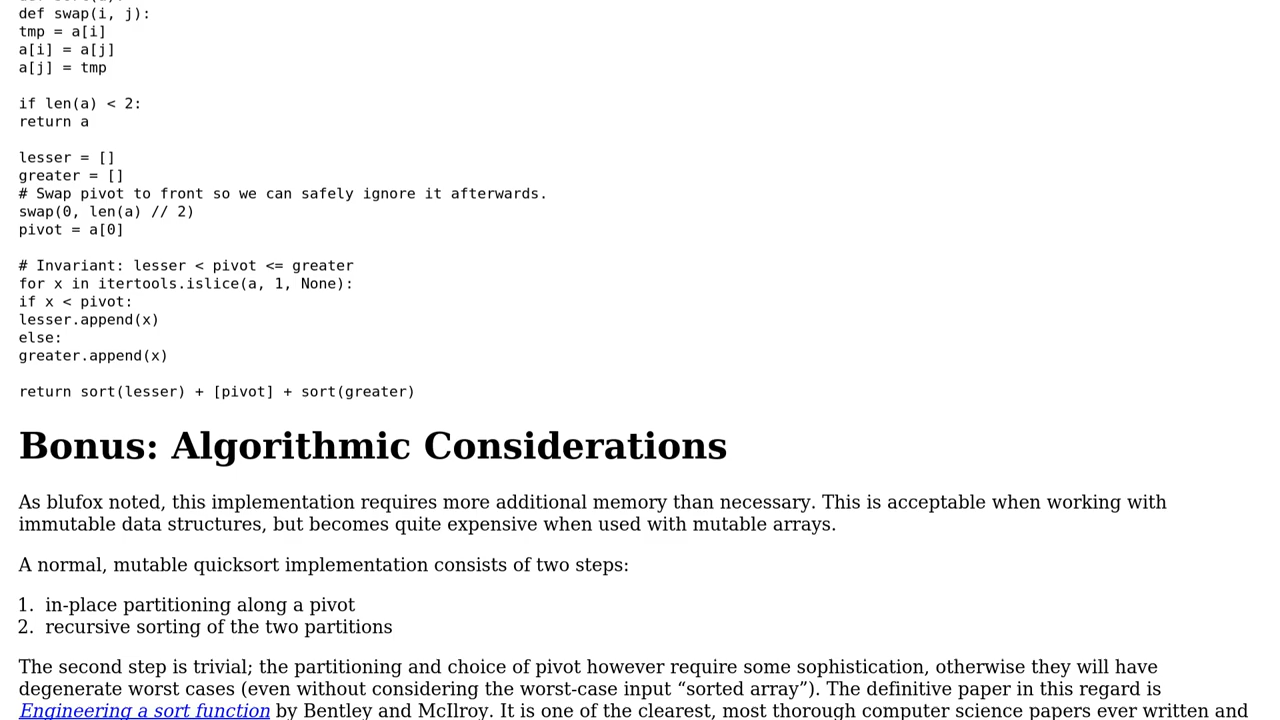 def swap(i, j):
tmp = a[i]
a[i] = a[j]
a[j] = tmp
if len(a) < 2:
return a
lesser = []
greater = []
# Swap pivot to front so we can safely ignore it afterwards.
swap(0, len(a) // 2)
pivot = a[0]
# Invariant: lesser < pivot <= greater
for x in itertools.islice(a, 1, None):
if x < pivot:
lesser.append(x)
else:
greater.append(x)
return sort(lesser) + [pivot] + sort(greater)
Bonus: Algorithmic Considerations
As blufox noted, this implementation requires more additional memory than necessary. This is acceptable when working with
immutable data structures, but becomes quite expensive when used with mutable arrays.
A normal, mutable quicksort implementation consists of two steps:
1. in-place partitioning along a pivot
2. recursive sorting of the two partitions
The second step is trivial; the partitioning and choice of pivot however require some sophistication, otherwise they will have
degenerate worst cases (even without considering the worst-case input “sorted array”). The definitive paper in this regard is
Engineering a sort function by Bentley and McIlroy. It is one of the clearest, most thorough computer science papers ever written and